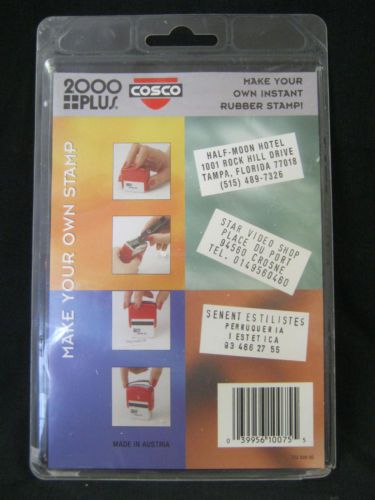 2000
PLUS®
COSCO
MAKE YOUR
OWN INSTANT
RUBBER STAMP!
MAKE YOUR OWN STAMP
HALF-MOON HOTEL
1001 ROCK HILL DRIVE
TAMPA, FLORIDA 77018
(515) 489-7326
STAR VIDEO SHOP
PLACE DU PORT
94560 CROSNE
TEL. 0149560480
SENENT ESTILISTES
PERRUQUERIA
I ESTETICA
93 466 27 55
MADE IN AUSTRIA
0 39956 10075 5